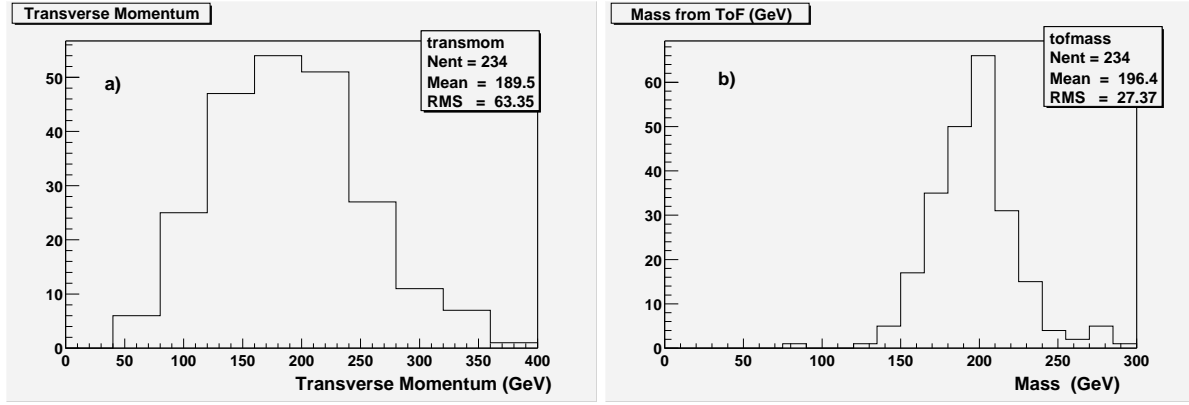 Transverse Momentum
transmom
Nent = 234
Mean = 189.5
RMS = 63.35
a)
50
40
30
20
10
0
0 50 100 150 200 250 300 350 400
Transverse Momentum (GeV)
Mass from ToF (GeV)
tofmass
Nent = 234
Mean = 196.4
RMS = 27.37
b)
60
50
40
30
20
10
0
0 50 100 150 200 250 300
Mass (GeV)